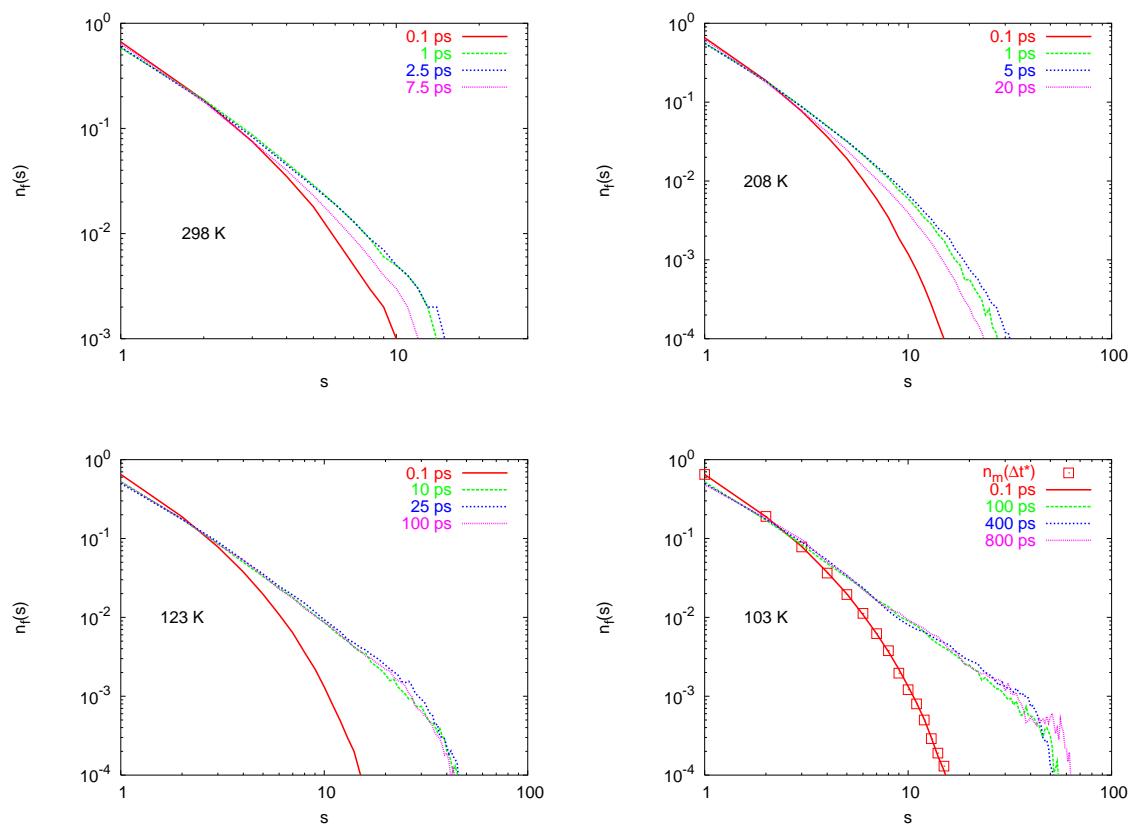 10^0
10^-1
10^-2
10^-3
n_f(s)
1
10
s
298 K
0.1 ps
1 ps
2.5 ps
7.5 ps
10^0
10^-1
10^-2
10^-3
10^-4
n_f(s)
1
10
100
s
208 K
0.1 ps
1 ps
5 ps
20 ps
10^0
10^-1
10^-2
10^-3
10^-4
n_f(s)
1
10
100
s
123 K
0.1 ps
10 ps
25 ps
100 ps
10^0
10^-1
10^-2
10^-3
10^-4
n_f(s)
1
10
100
s
103 K
n_m(Δt*)
0.1 ps
100 ps
400 ps
800 ps